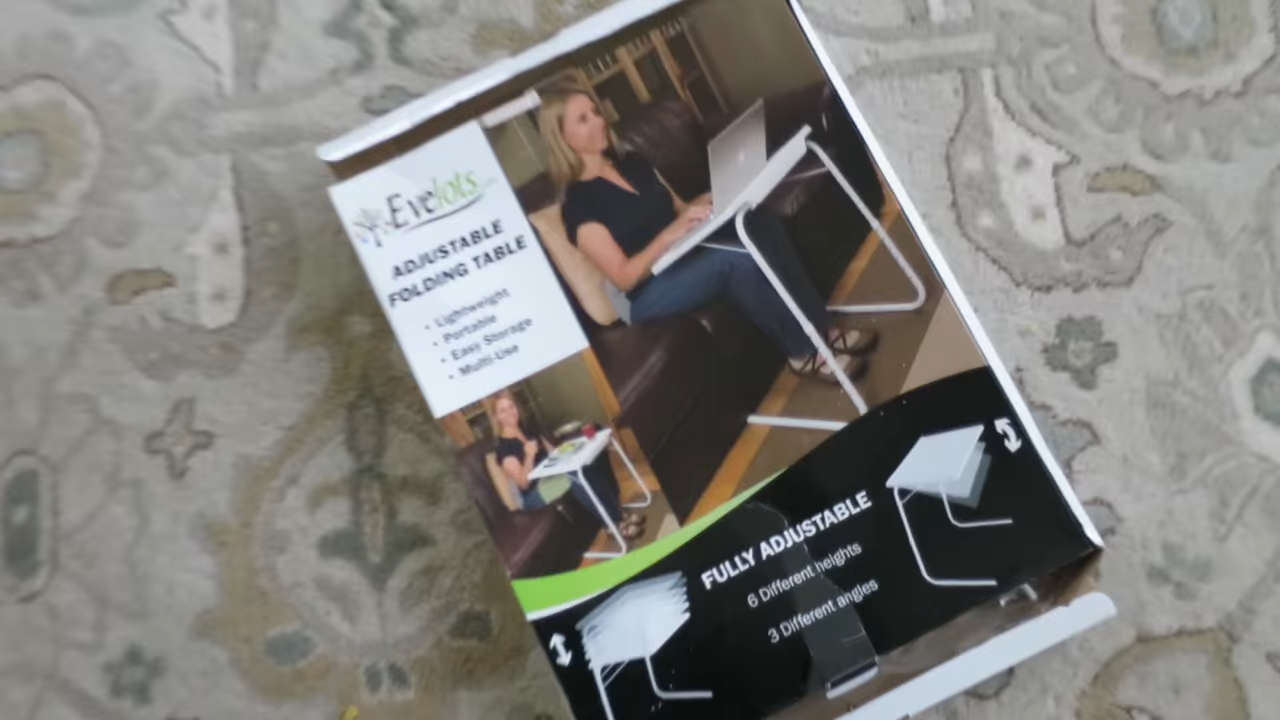 Evelots
ADJUSTABLE
FOLDING TABLE
• Lightweight
• Portable
• Easy Storage
• Multi-Use
FULLY ADJUSTABLE
6 Different heights
3 Different angles